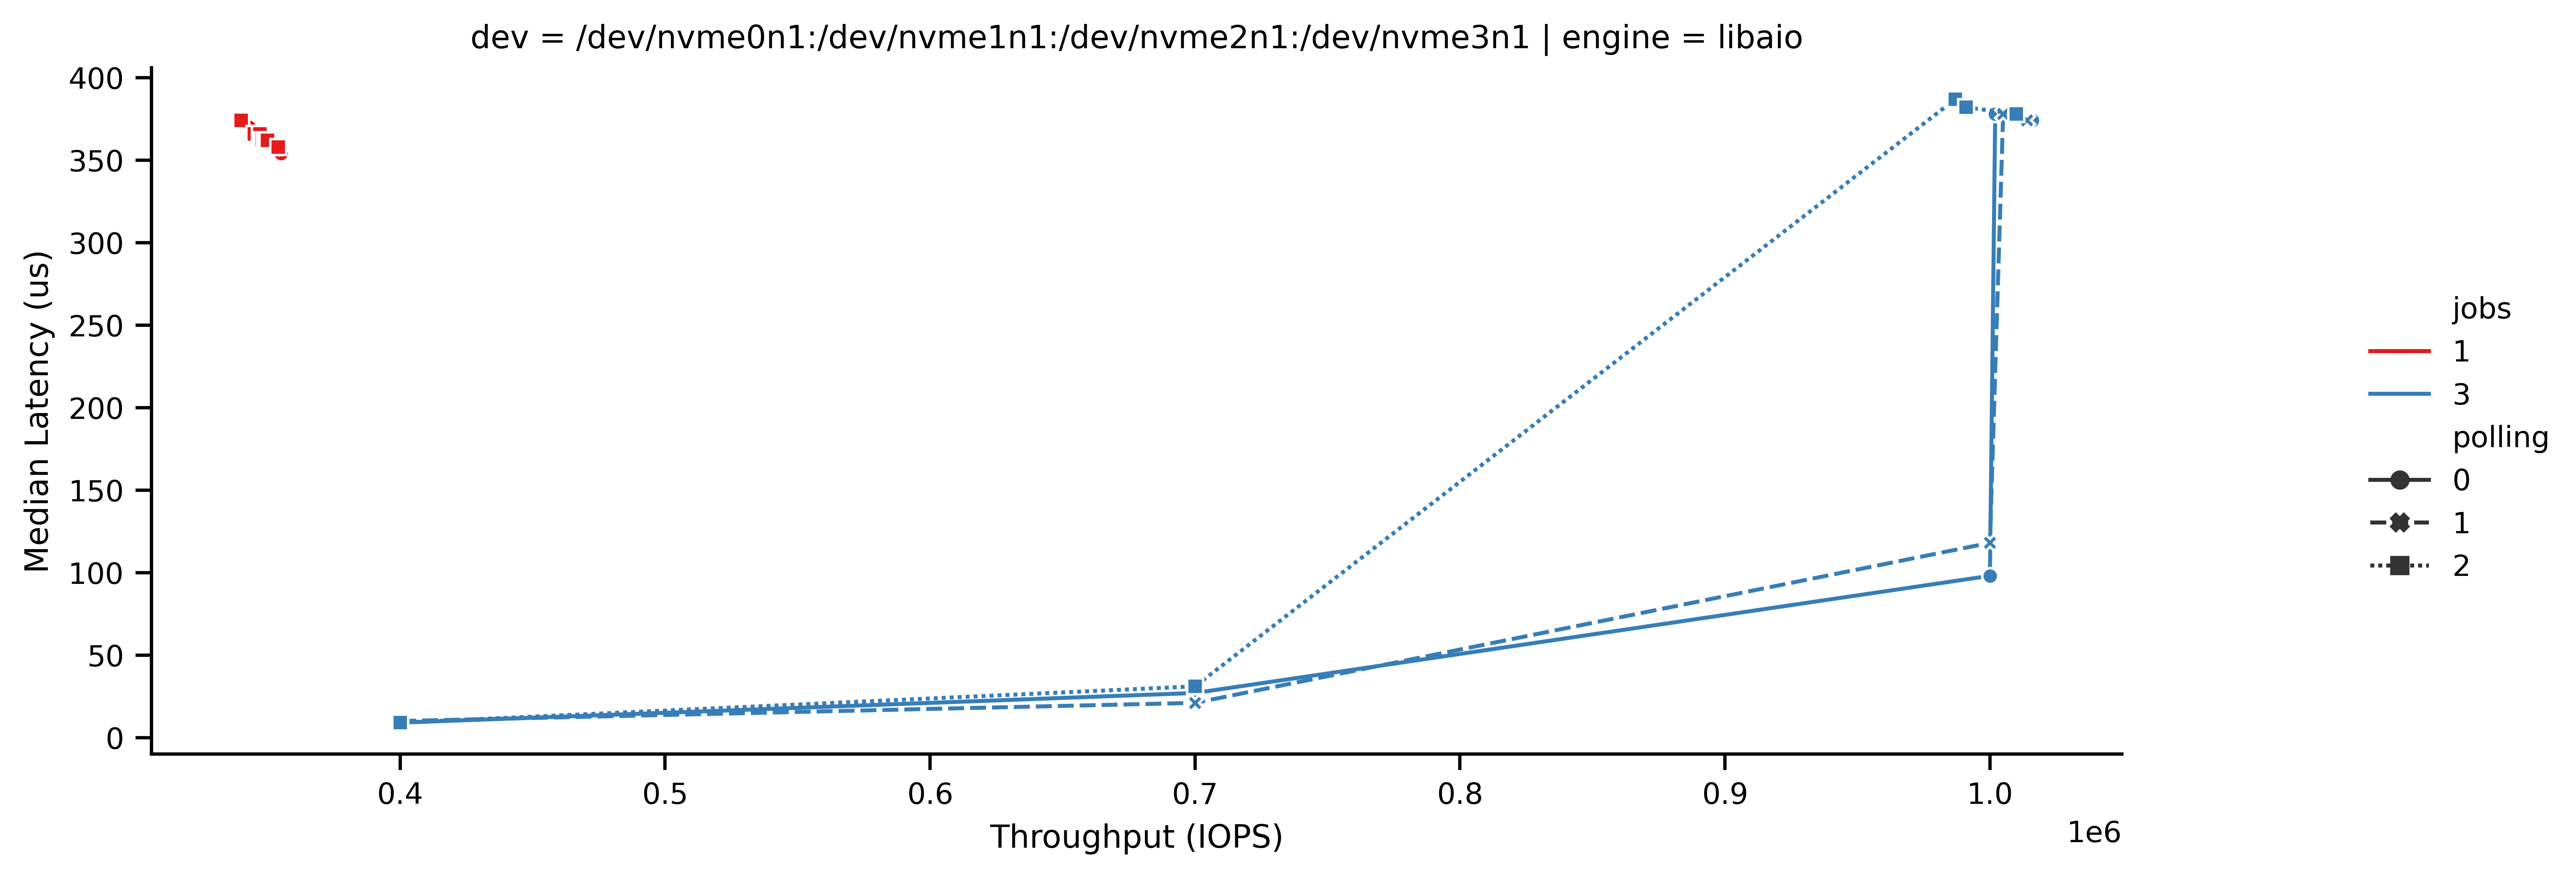 dev = /dev/nvme0n1:/dev/nvme1n1:/dev/nvme2n1:/dev/nvme3n1 | engine = libaio
400
350
300
250
200
150
100
50
0
Median Latency (us)
0.4 0.5 0.6 0.7 0.8 0.9 1.0
1e6
Throughput (IOPS)
jobs
1
3
polling
0
1
2